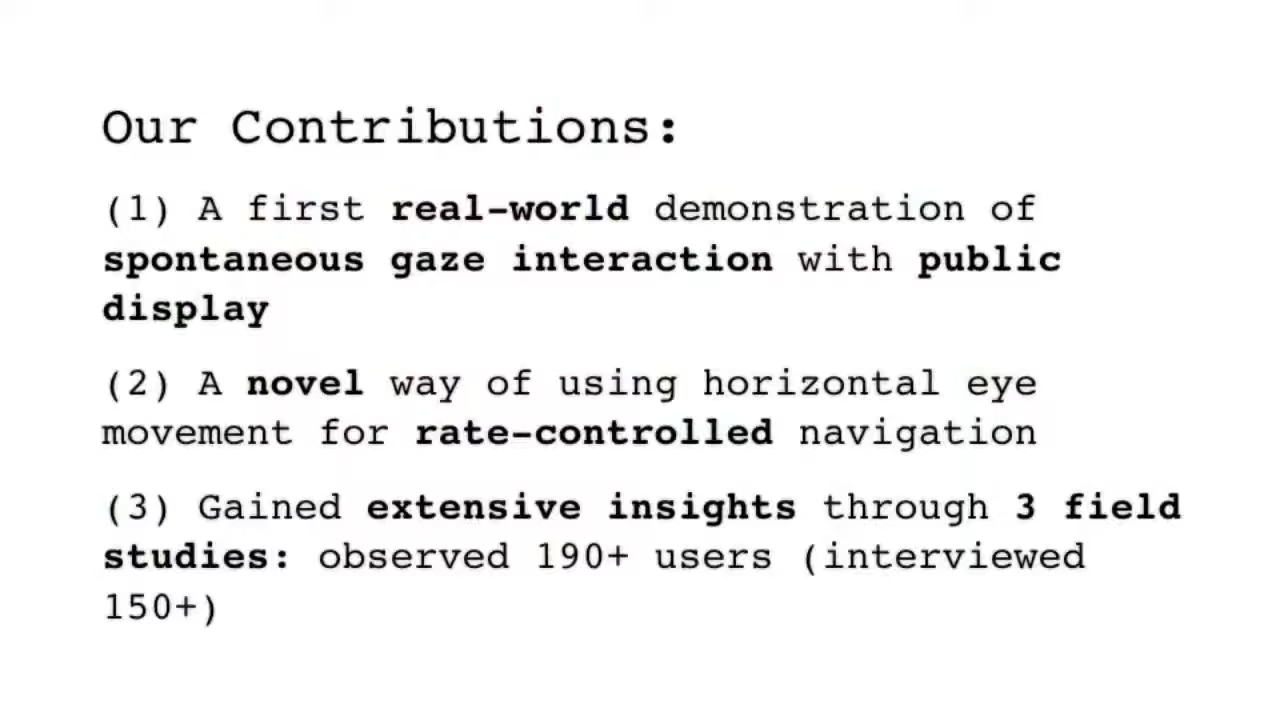 Our Contributions:
(1) A first real-world demonstration of
spontaneous gaze interaction with public
display
(2) A novel way of using horizontal eye
movement for rate-controlled navigation
(3) Gained extensive insights through 3 field
studies: observed 190+ users (interviewed
150+)